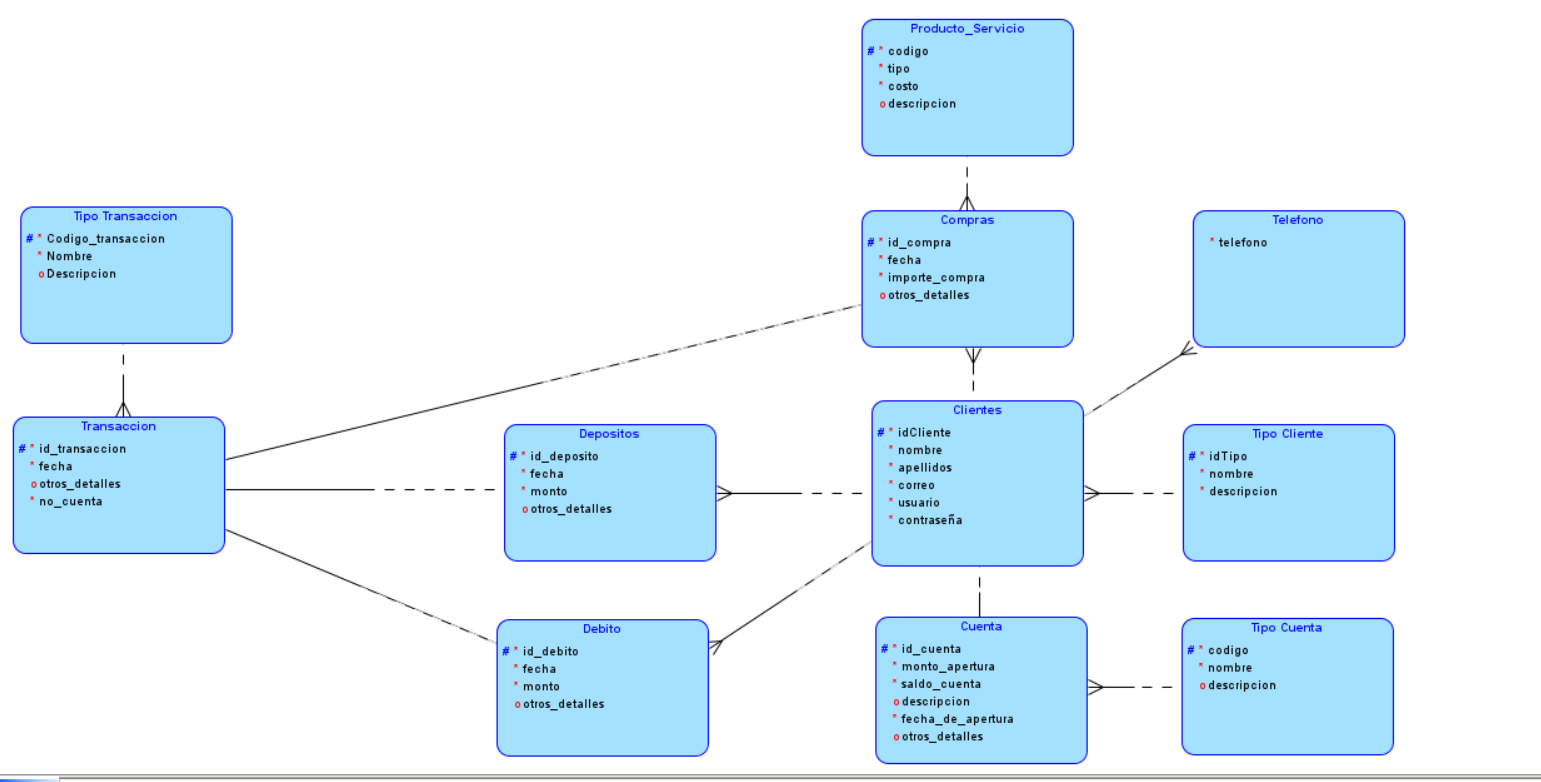 Producto_Servicio
# * codigo
* tipo
* costo
o descripcion
Tipo Transaccion
# * Codigo_transaccion
* Nombre
o Descripcion
Compras
# * id_compra
* fecha
* importe_compra
o otros_detalles
Telefono
* telefono
Transaccion
# * id_transaccion
* fecha
o otros_detalles
* no_cuenta
Depositos
# * id_deposito
* fecha
* monto
o otros_detalles
Clientes
# * idCliente
* nombre
* apellidos
* correo
* usuario
* contraseña
Tipo Cliente
# * idTipo
* nombre
* descripcion
Debito
# * id_debito
* fecha
* monto
o otros_detalles
Cuenta
# * id_cuenta
* monto_apertura
* saldo_cuenta
o descripcion
* fecha_de_apertura
o otros_detalles
Tipo Cuenta
# * codigo
* nombre
o descripcion